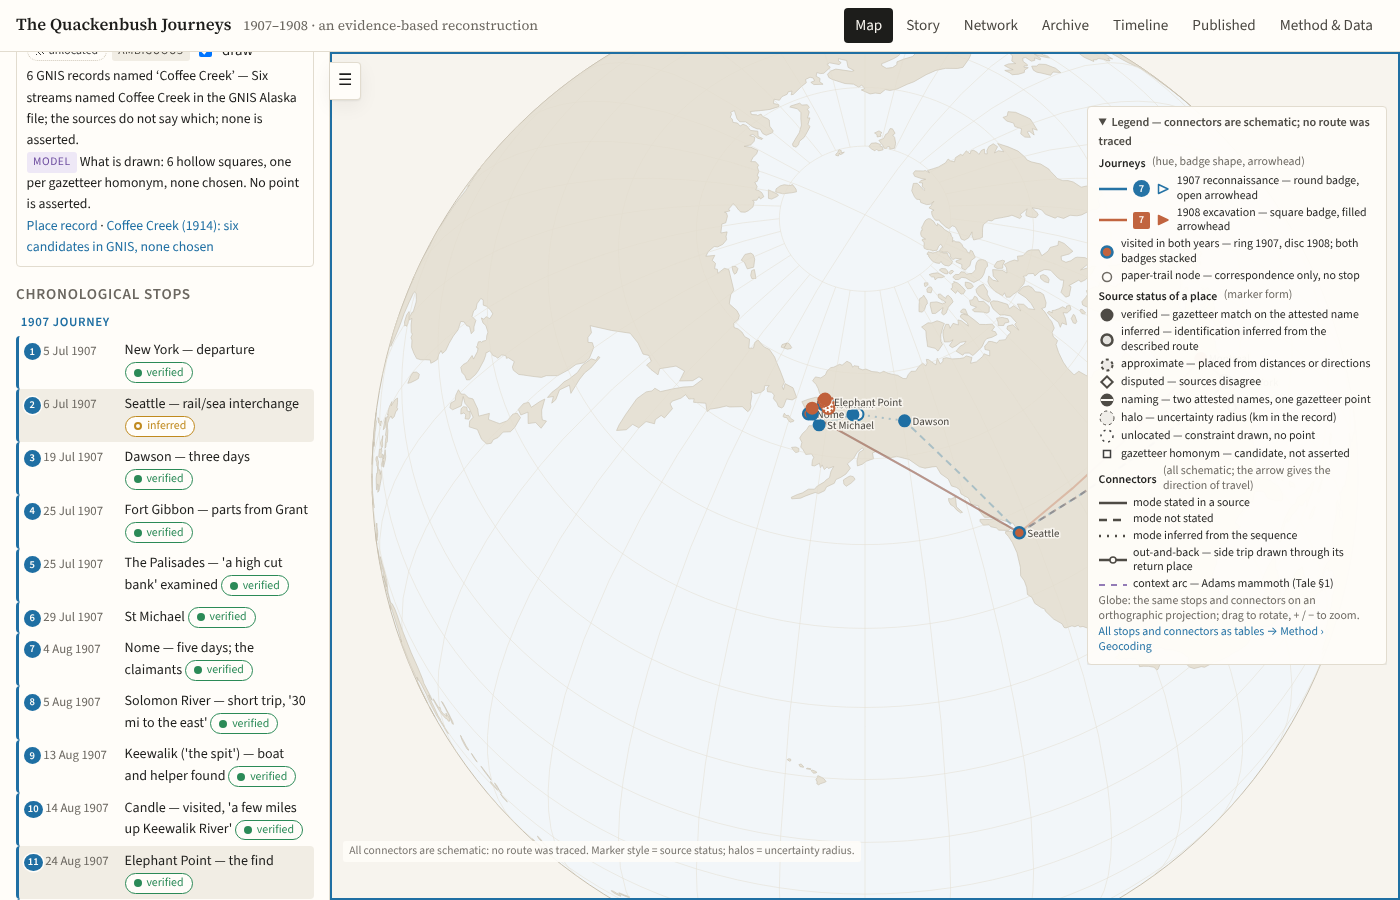 The Quackenbush Journeys 1907–1908 · an evidence-based reconstruction
Map Story Network Archive Timeline Published Method & Data
unlocated AMBIGUOUS Draw
6 GNIS records named ‘Coffee Creek’ — Six
streams named Coffee Creek in the GNIS Alaska
file; the sources do not say which; none is
asserted.
MODEL What is drawn: 6 hollow squares, one
per gazetteer homonym, none chosen. No point
is asserted.
Place record · Coffee Creek (1914): six
candidates in GNIS, none chosen
CHRONOLOGICAL STOPS
1907 JOURNEY
1 5 Jul 1907 New York — departure
verified
2 6 Jul 1907 Seattle — rail/sea interchange
inferred
3 19 Jul 1907 Dawson — three days
verified
4 25 Jul 1907 Fort Gibbon — parts from Grant
verified
5 25 Jul 1907 The Palisades — 'a high cut
bank' examined verified
6 29 Jul 1907 St Michael verified
7 4 Aug 1907 Nome — five days; the
claimants verified
8 5 Aug 1907 Solomon River — short trip, '30
mi to the east' verified
9 13 Aug 1907 Keewalik ('the spit') — boat
and helper found verified
10 14 Aug 1907 Candle — visited, 'a few miles
up Keewalik River' verified
11 24 Aug 1907 Elephant Point — the find
verified
☰
Elephant Point
Nome
St Michael
Dawson
Seattle
All connectors are schematic: no route was traced. Marker style = source status; halos = uncertainty radius.
▼ Legend — connectors are schematic; no route was
traced
Journeys (hue, badge shape, arrowhead)
7 1907 reconnaissance — round badge,
open arrowhead
7 1908 excavation — square badge, filled
arrowhead
visited in both years — ring 1907, disc 1908; both
badges stacked
paper-trail node — correspondence only, no stop
Source status of a place (marker form)
verified — gazetteer match on the attested name
inferred — identification inferred from the
described route
approximate — placed from distances or directions
disputed — sources disagree
naming — two attested names, one gazetteer point
halo — uncertainty radius (km in the record)
unlocated — constraint drawn, no point
gazetteer homonym — candidate, not asserted
Connectors (all schematic; the arrow gives the
direction of travel)
mode stated in a source
mode not stated
mode inferred from the sequence
out-and-back — side trip drawn through its
return place
context arc — Adams mammoth (Tale §1)
Globe: the same stops and connectors on an
orthographic projection; drag to rotate, + / − to zoom.
All stops and connectors as tables → Method ›
Geocoding